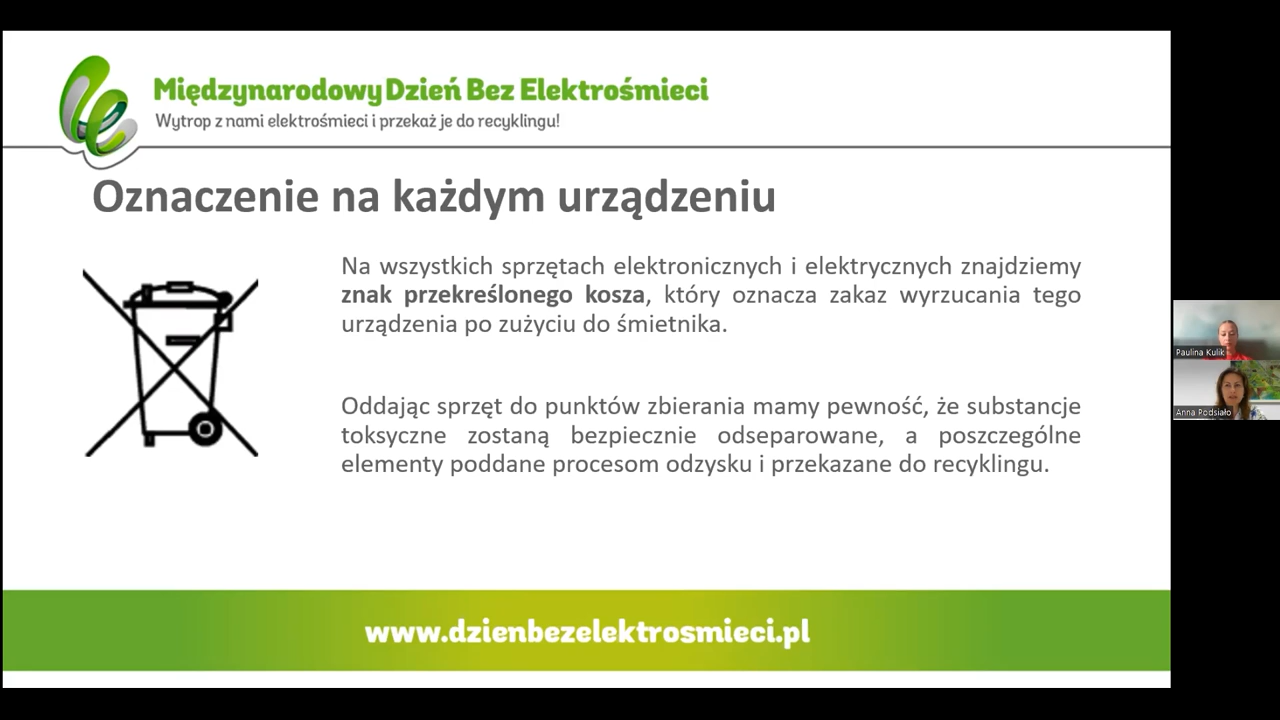 Międzynarodowy Dzień Bez Elektrośmieci
Wytrop z nami elektrośmieci i przekaż je do recyklingu!
Oznaczenie na każdym urządzeniu
Na wszystkich sprzętach elektronicznych i elektrycznych znajdziemy
znak przekreślonego kosza, który oznacza zakaz wyrzucania tego
urządzenia po zużyciu do śmietnika.
Oddając sprzęt do punktów zbierania mamy pewność, że substancje
toksyczne zostaną bezpiecznie odseparowane, a poszczególne
elementy poddane procesom odzysku i przekazane do recyklingu.
www.dzienbezelektrosmieci.pl
Paulina Kulik
Anna Podsiało